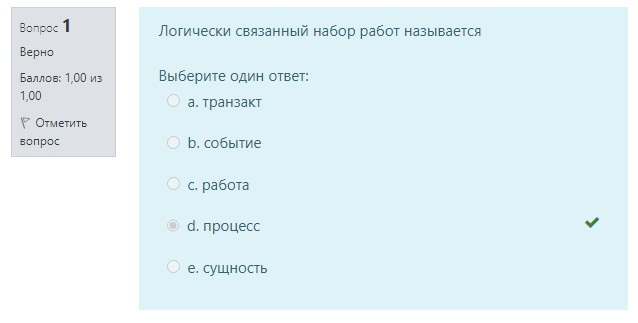 Вопрос 1
Верно
Баллов: 1,00 из
1,00
Отметить
вопрос
Логически связанный набор работ называется
Выберите один ответ:
a. транзакт
b. событие
c. работа
d. процесс
e. сущность